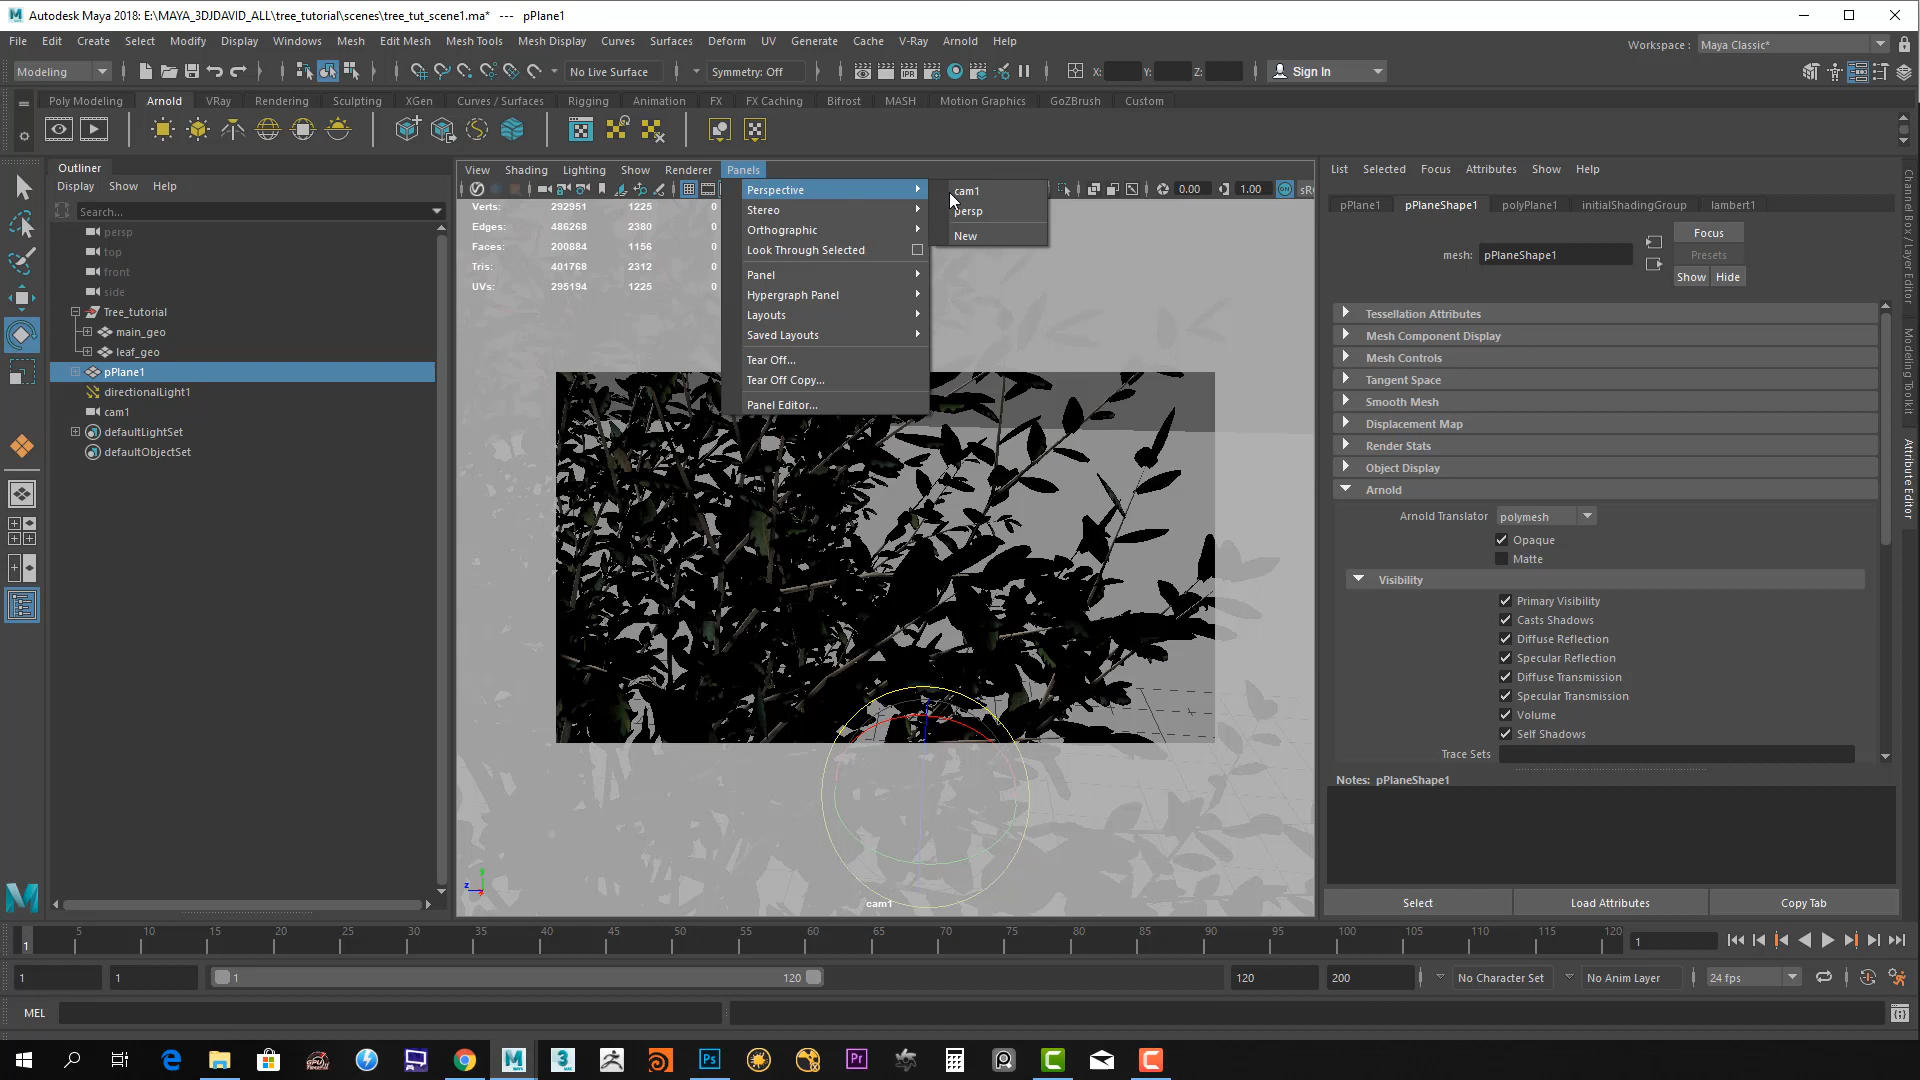 Autodesk Maya 2018: E:\MAYA_3DJDAVID_ALL\tree_tutorial\scenes\tree_tut_scene1.ma* --- pPlane1
File Edit Create Select Modify Display Windows Mesh Edit Mesh Mesh Tools Mesh Display Curves Surfaces Deform UV Generate Cache V-Ray Arnold Help
Workspace : Maya Classic*
Modeling No Live Surface Symmetry: Off X: Y: Z: Sign In
Poly Modeling Arnold VRay Rendering Sculpting XGen Curves / Surfaces Rigging Animation FX FX Caching Bifrost MASH Motion Graphics GoZBrush Custom
Outliner
Display Show Help
Search...
persp
top
front
side
Tree_tutorial
main_geo
leaf_geo
pPlane1
directionalLight1
cam1
defaultLightSet
defaultObjectSet
View Shading Lighting Show Renderer Panels
0.00 1.00
Verts: 292951 1225 0
Edges: 486268 2380 0
Faces: 200884 1156 0
Tris: 401768 2312 0
UVs: 295194 1225 0
Perspective
Stereo
Orthographic
Look Through Selected
Panel
Hypergraph Panel
Layouts
Saved Layouts
Tear Off...
Tear Off Copy...
Panel Editor...
cam1
persp
New
y
z
cam1
List Selected Focus Attributes Show Help
pPlane1 pPlaneShape1 polyPlane1 initialShadingGroup lambert1
mesh: pPlaneShape1
Focus
Presets
Show Hide
Tessellation Attributes
Mesh Component Display
Mesh Controls
Tangent Space
Smooth Mesh
Displacement Map
Render Stats
Object Display
Arnold
Arnold Translator polymesh
Opaque
Matte
Visibility
Primary Visibility
Casts Shadows
Diffuse Reflection
Specular Reflection
Diffuse Transmission
Specular Transmission
Volume
Self Shadows
Trace Sets
Notes: pPlaneShape1
Select Load Attributes Copy Tab
Channel Box / Layer Editor
Modeling Toolkit
Attribute Editor
1 5 10 15 20 25 30 35 40 45 50 55 60 65 70 75 80 85 90 95 100 105 110 115 120 1
1 1 1 120 120 200 No Character Set No Anim Layer 24 fps
MEL